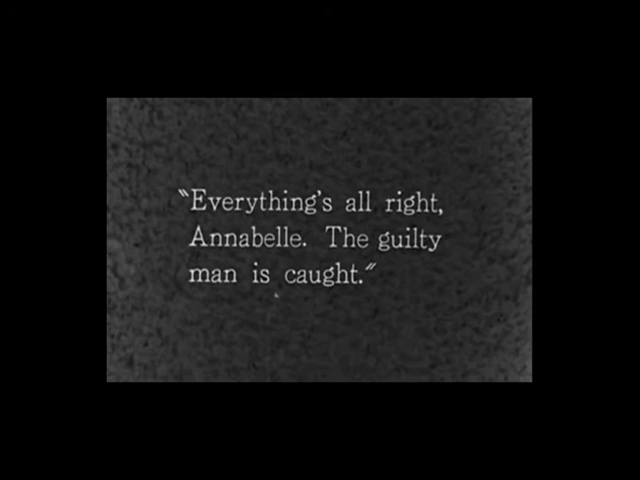 "Everything's all right,
Annabelle. The guilty
man is caught."